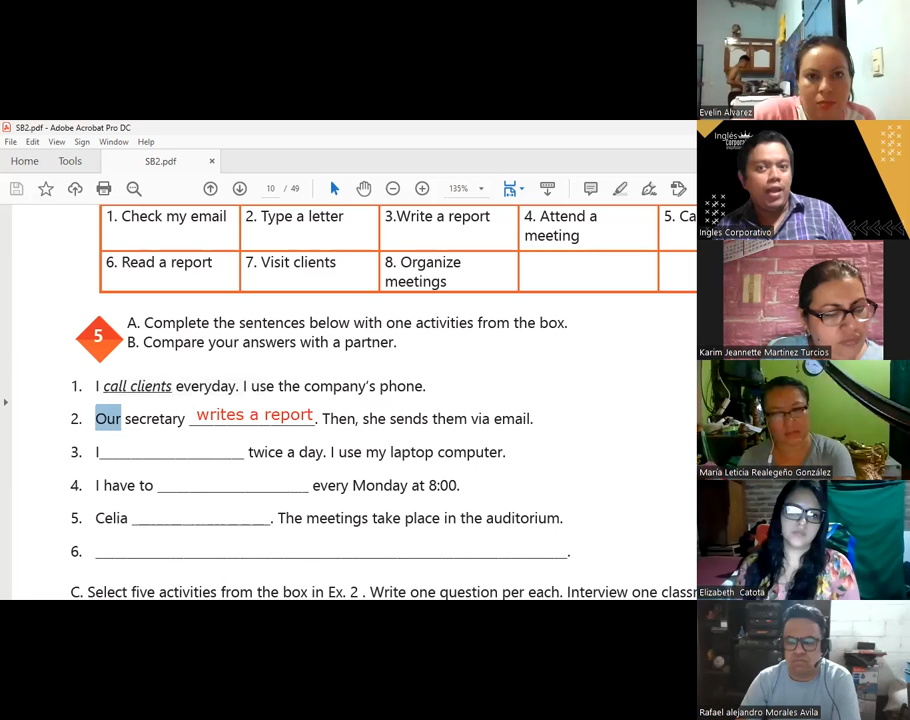 SB2.pdf - Adobe Acrobat Pro DC
File Edit View Sign Window Help
Home Tools SB2.pdf ×
10 / 49 135%
1. Check my email 2. Type a letter 3.Write a report 4. Attend a meeting 5. Ca
6. Read a report 7. Visit clients 8. Organize meetings
5
A. Complete the sentences below with one activities from the box.
B. Compare your answers with a partner.
1. I call clients everyday. I use the company's phone.
2. Our secretary writes a report. Then, she sends them via email.
3. I____________________ twice a day. I use my laptop computer.
4. I have to _____________________ every Monday at 8:00.
5. Celia ___________________. The meetings take place in the auditorium.
6. _________________________________________________________________.
C. Select five activities from the box in Ex. 2 . Write one question per each. Interview one class
Evelin Alvarez
Inglés
Corporativo
Ingles Corporativo
Karim Jeannette Martinez Turcios
María Leticia Realegeño González
Elizabeth Catota
Rafael alejandro Morales Avila